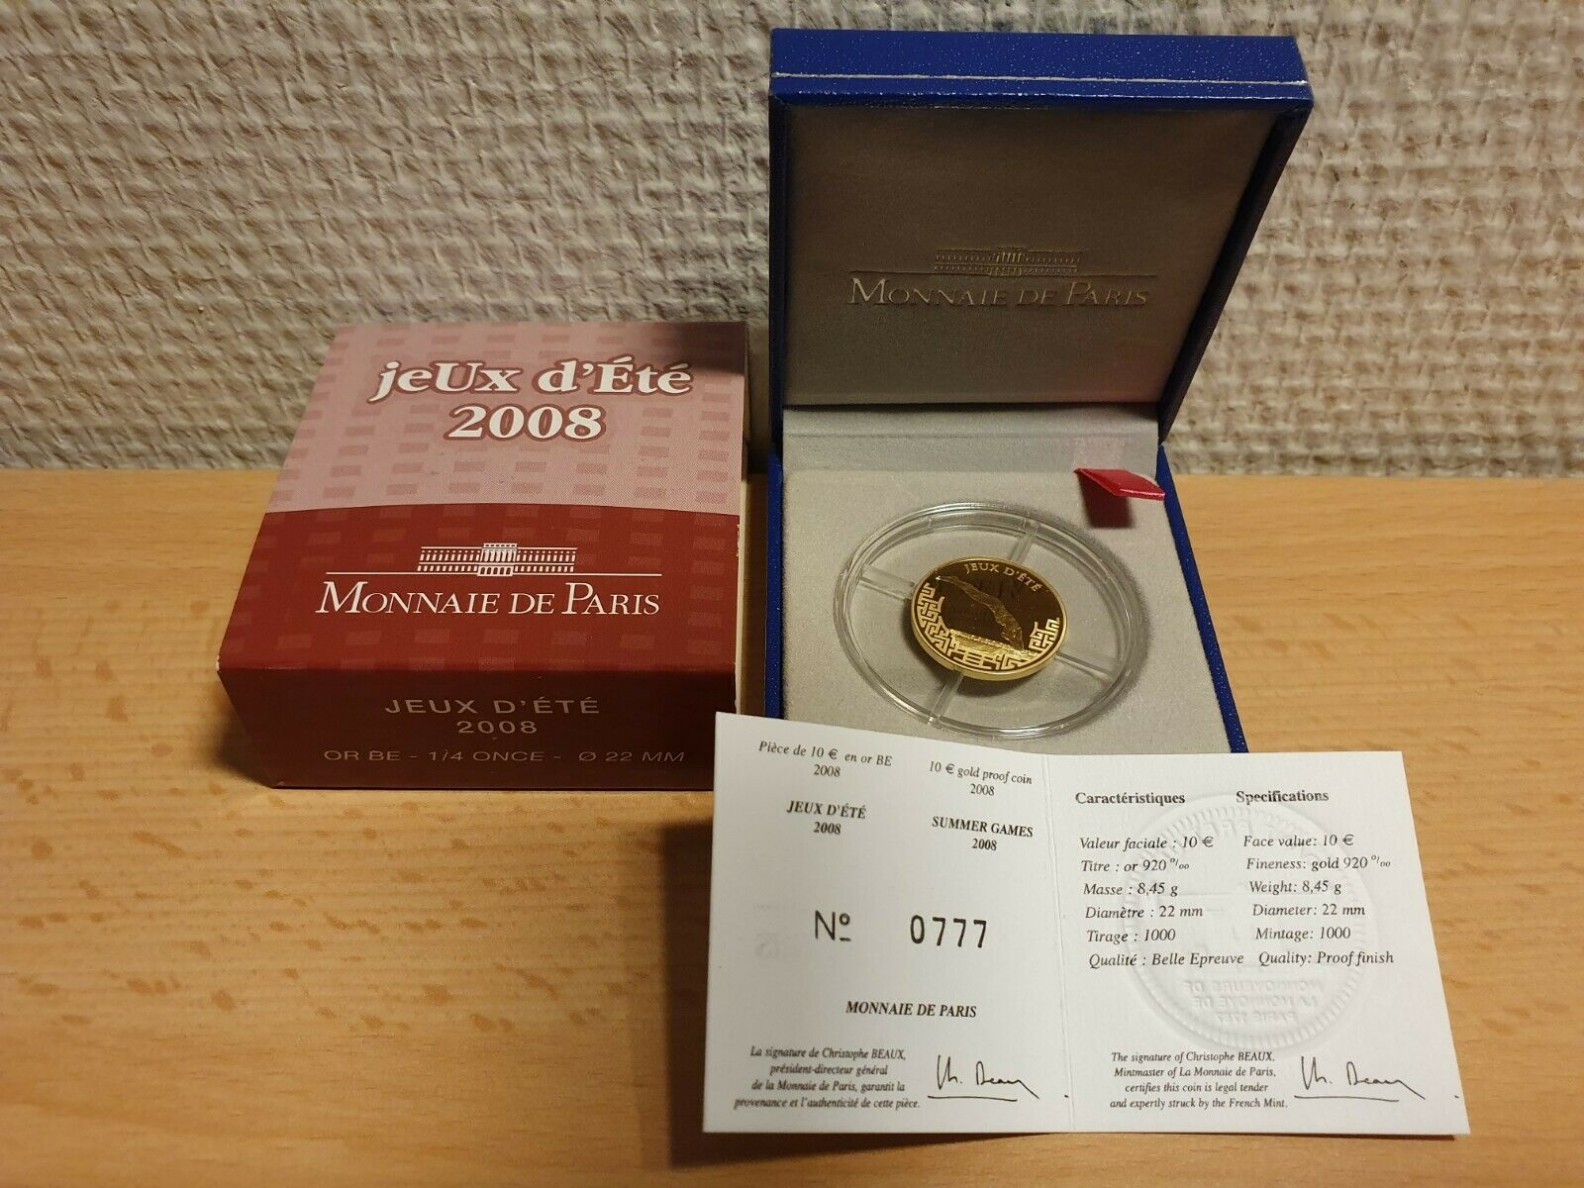 jeUx d'Été
2008
MONNAIE DE PARIS
JEUX D'ÉTÉ
2008
OR BE - 1/4 ONCE - Ø 22 MM
MONNAIE DE PARIS
JEUX D'ÉTÉ
Pièce de 10 € en or BE
2008
JEUX D'ÉTÉ
2008
10 € gold proof coin
2008
SUMMER GAMES
2008
Nº 0777
MONNAIE DE PARIS
La signature de Christophe BEAUX,
président-directeur général
de la Monnaie de Paris, garantit la
provenance et l'authenticité de cette pièce.
Ch. Beaux
Caractéristiques
Valeur faciale : 10 €
Titre : or 920 º/ºº
Masse : 8,45 g
Diamètre : 22 mm
Tirage : 1000
Qualité : Belle Epreuve
Specifications
Face value: 10 €
Fineness: gold 920 º/ºº
Weight: 8,45 g
Diameter: 22 mm
Mintage: 1000
Quality: Proof finish
The signature of Christophe BEAUX,
Mintmaster of La Monnaie de Paris,
certifies this coin is legal tender
and expertly struck by the French Mint.
Ch. Beaux